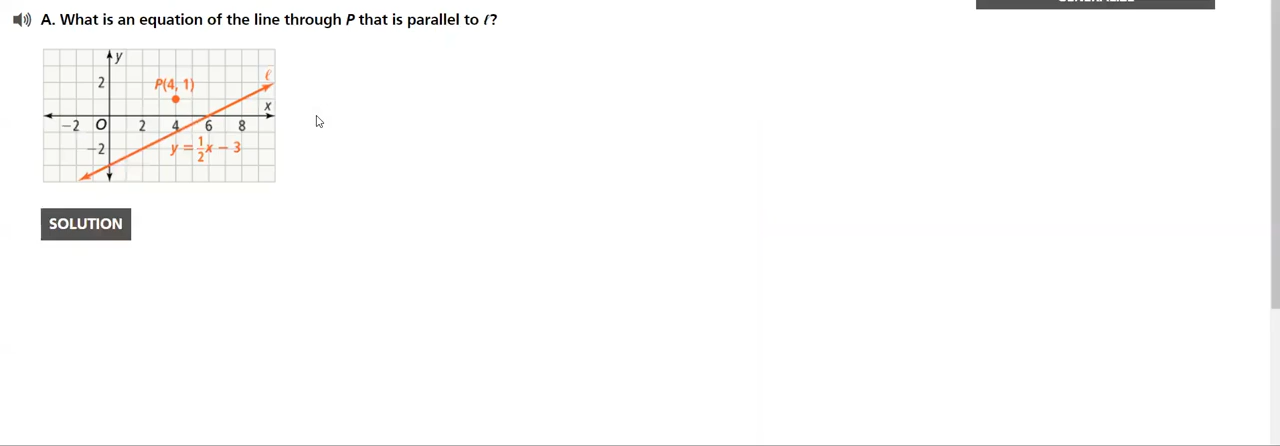 A. What is an equation of the line through P that is parallel to ℓ?
y
ℓ
2
P(4, 1)
x
−2 O 2 4 6 8
−2
y = 1/2 x − 3
SOLUTION